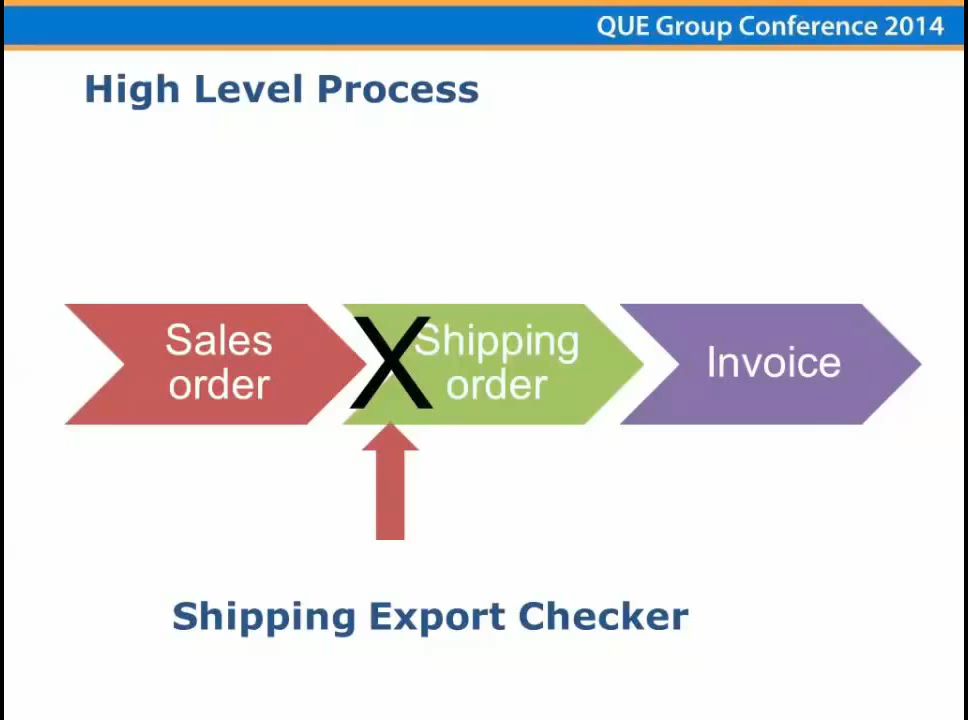 QUE Group Conference 2014
High Level Process
Sales
order
X
Shipping
order
Invoice
Shipping Export Checker